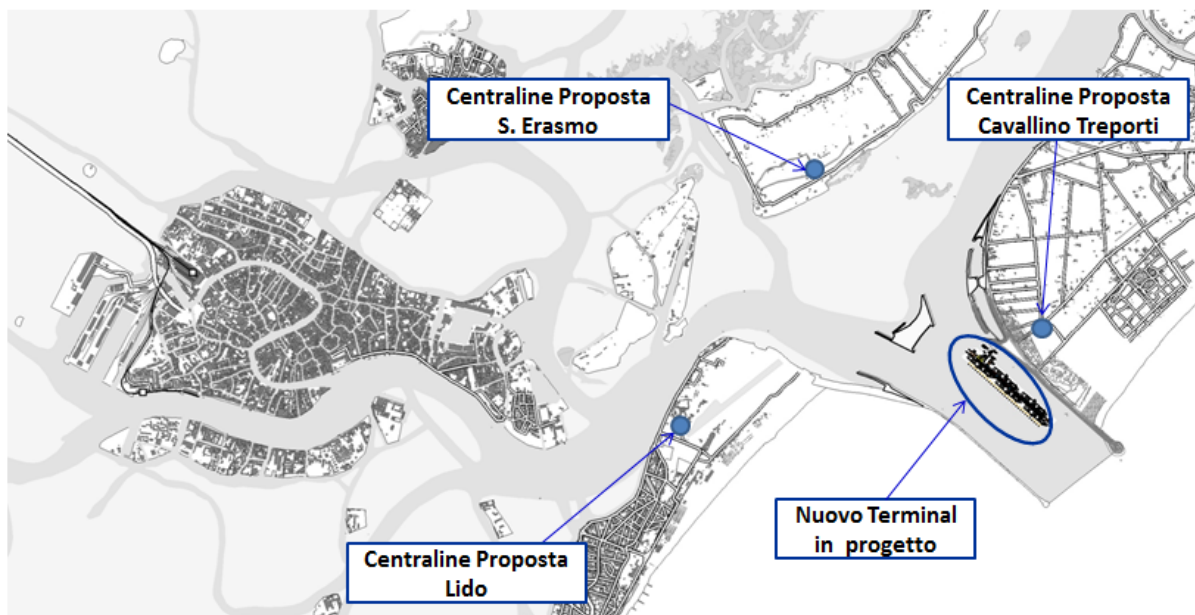 Centraline Proposta
S. Erasmo
Centraline Proposta
Cavallino Treporti
Nuovo Terminal
in progetto
Centraline Proposta
Lido